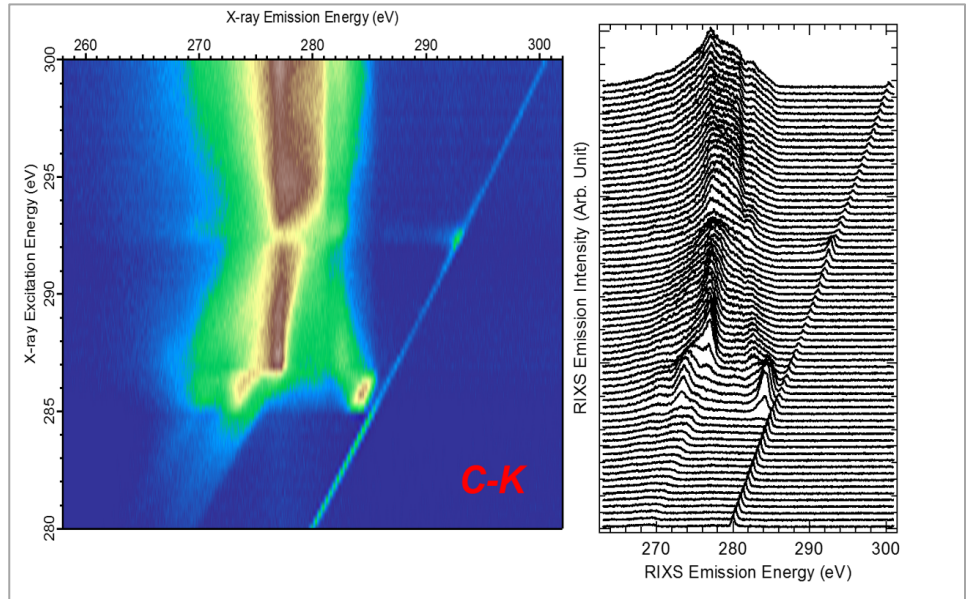 X-ray Emission Energy (eV)
260 270 280 290 300
X-ray Excitation Energy (eV)
300
295
290
285
280
C-K
RIXS Emission Intensity (Arb. Unit)
270 280 290 300
RIXS Emission Energy (eV)